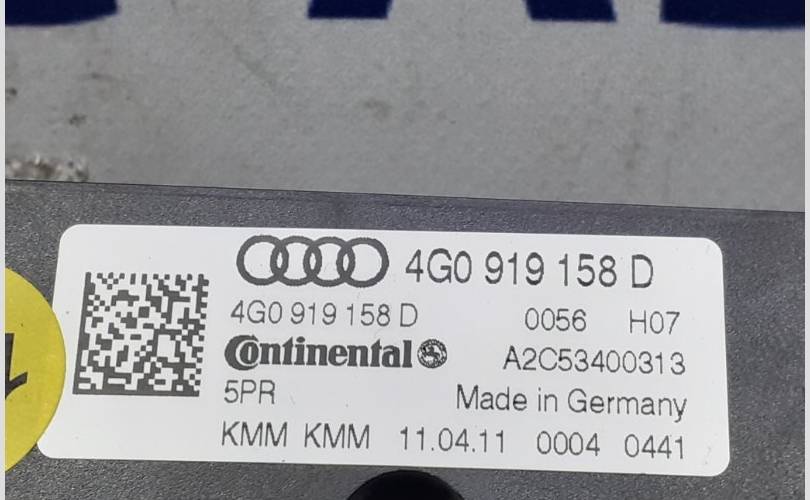 4G0 919 158 D
4G0 919 158 D 0056 H07
Continental A2C53400313
5PR Made in Germany
KMM KMM 11.04.11 0004 0441